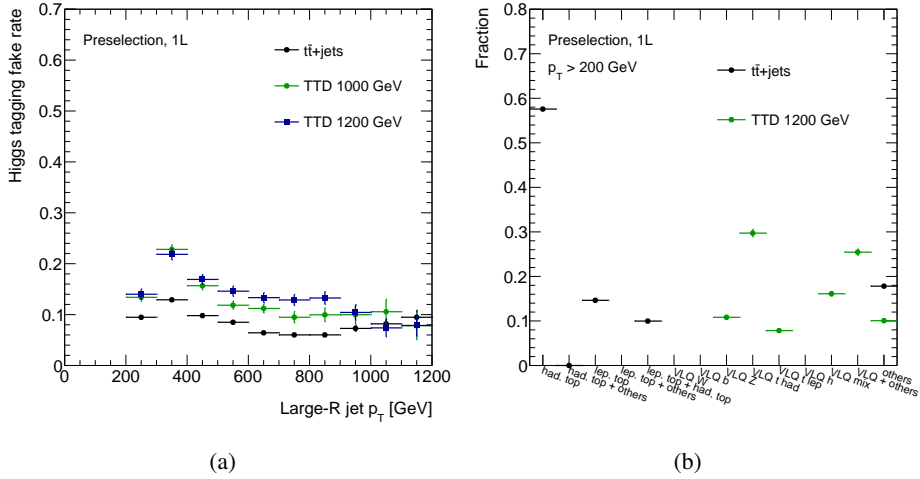 Higgs tagging fake rate
0.8
0.7
0.6
0.5
0.4
0.3
0.2
0.1
0
Preselection, 1L
tt̄+jets
TTD 1000 GeV
TTD 1200 GeV
0 200 400 600 800 1000 1200
Large-R jet p_T [GeV]
(a)
Fraction
0.8
0.7
0.6
0.5
0.4
0.3
0.2
0.1
0
Preselection, 1L
p_T > 200 GeV
tt̄+jets
TTD 1200 GeV
had. top
had. top + others
lep. top
lep. top + others
lep. top + had. top
VLQ W
VLQ b
VLQ Z
VLQ t had
VLQ t lep
VLQ h
VLQ mix
VLQ + others
others
(b)